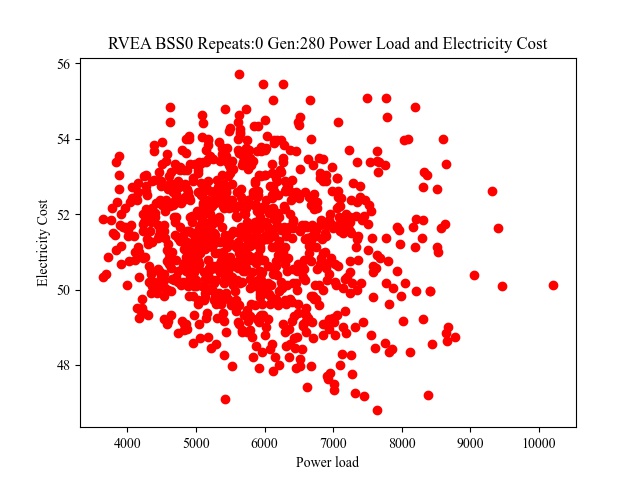 RVEA BSS0 Repeats:0 Gen:280 Power Load and Electricity Cost
56
54
52
50
48
Electricity Cost
4000 5000 6000 7000 8000 9000 10000
Power load